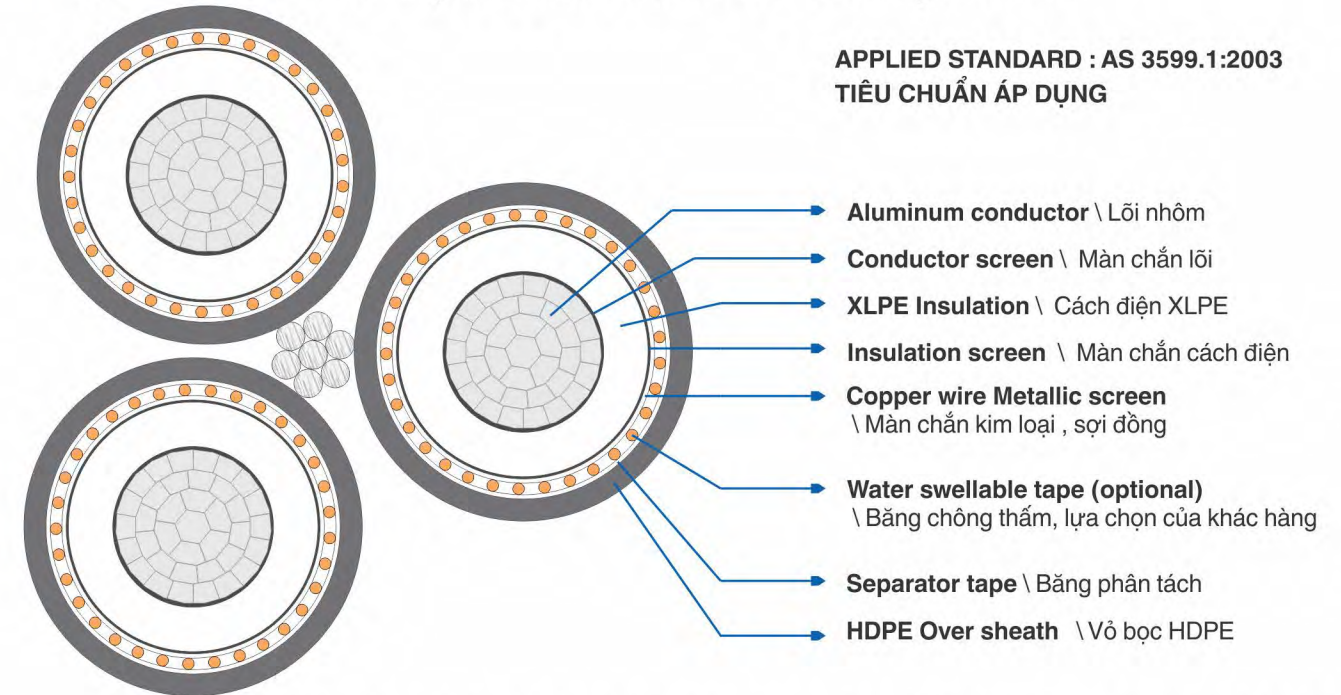 APPLIED STANDARD : AS 3599.1:2003
TIÊU CHUẨN ÁP DỤNG
Aluminum conductor \ Lõi nhôm
Conductor screen \ Màn chắn lõi
XLPE Insulation \ Cách điện XLPE
Insulation screen \ Màn chắn cách điện
Copper wire Metallic screen
\ Màn chắn kim loại , sợi đồng
Water swellable tape (optional)
\ Băng chông thấm, lựa chọn của khác hàng
Separator tape \ Băng phân tách
HDPE Over sheath \ Vỏ bọc HDPE